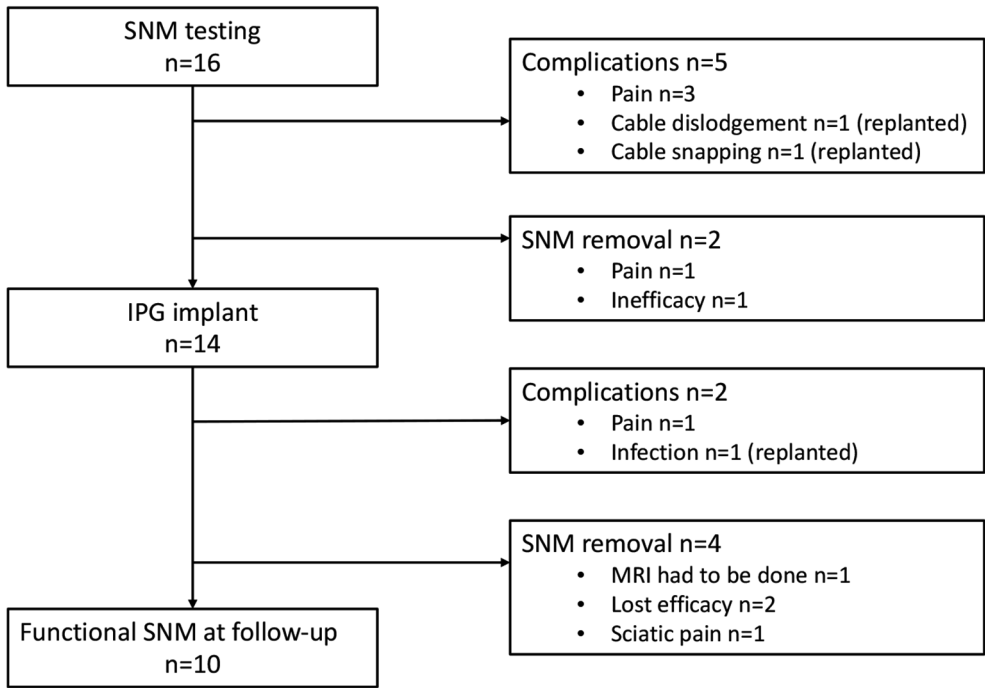 SNM testing
n=16
Complications n=5
• Pain n=3
• Cable dislodgement n=1 (replanted)
• Cable snapping n=1 (replanted)
SNM removal n=2
• Pain n=1
• Inefficacy n=1
IPG implant
n=14
Complications n=2
• Pain n=1
• Infection n=1 (replanted)
SNM removal n=4
• MRI had to be done n=1
• Lost efficacy n=2
• Sciatic pain n=1
Functional SNM at follow-up
n=10